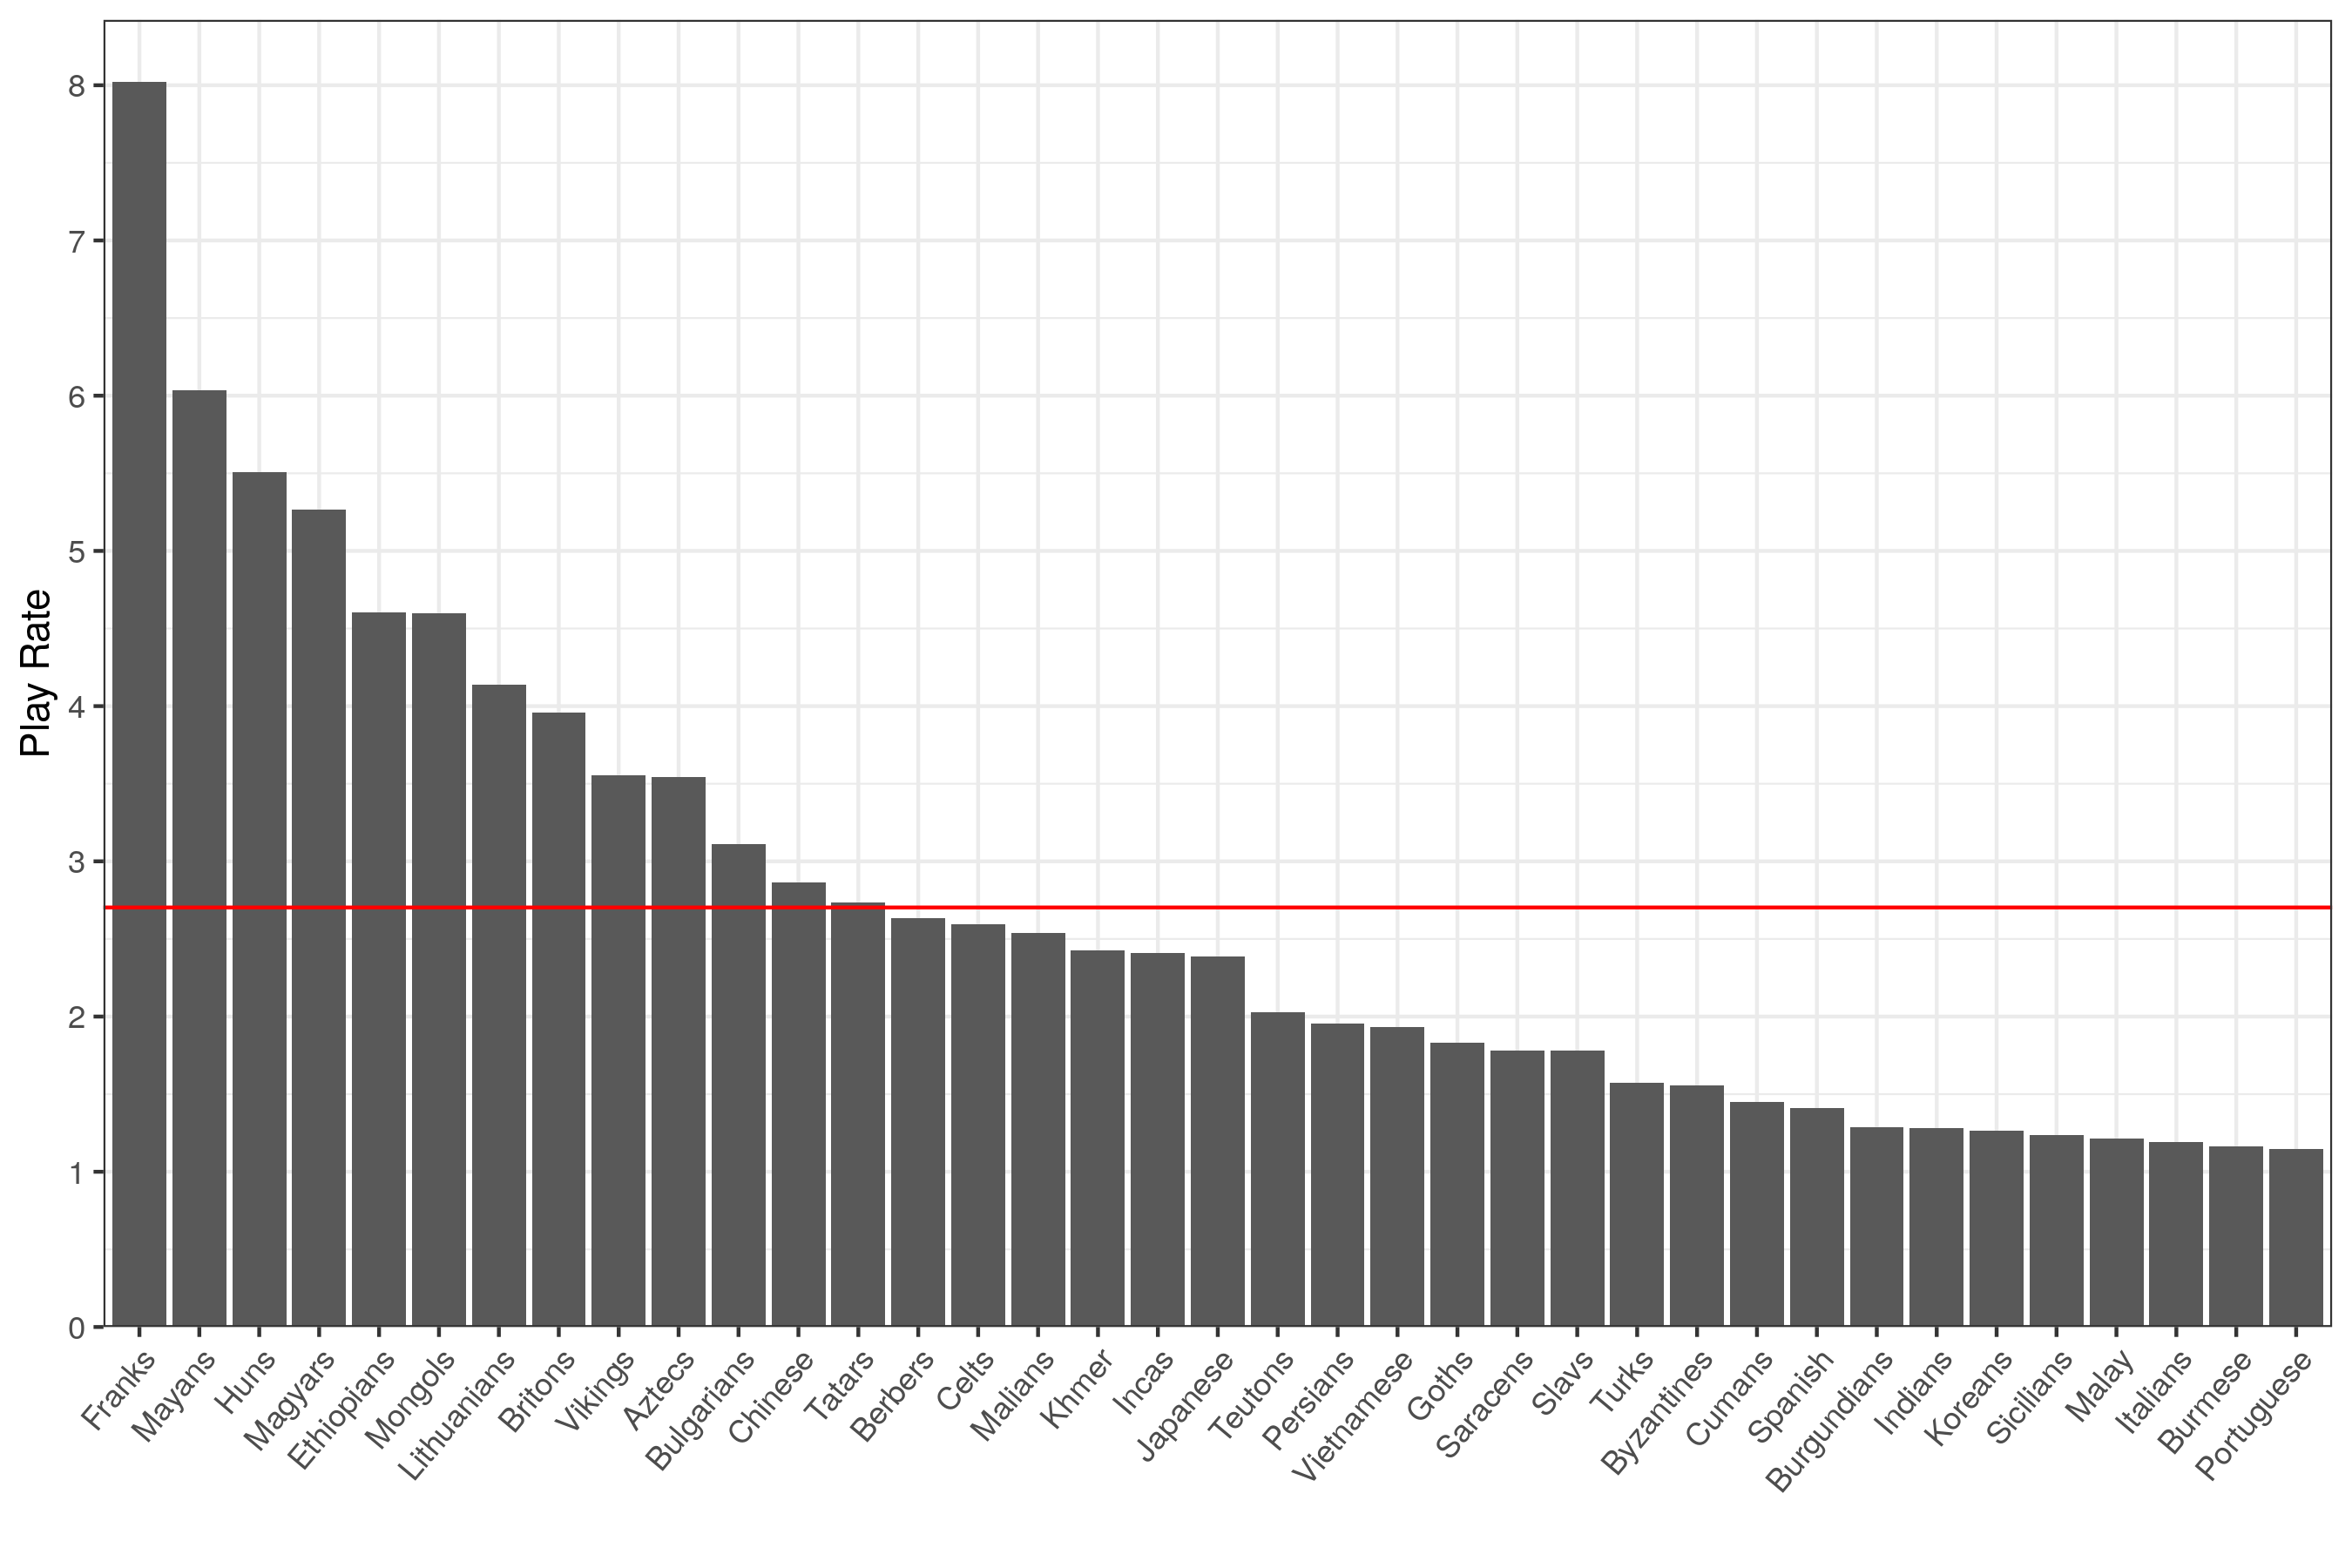 Play Rate
8
7
6
5
4
3
2
1
0
Franks
Mayans
Huns
Magyars
Ethiopians
Mongols
Lithuanians
Britons
Vikings
Aztecs
Bulgarians
Chinese
Tatars
Berbers
Celts
Malians
Khmer
Incas
Japanese
Teutons
Persians
Vietnamese
Goths
Saracens
Slavs
Turks
Byzantines
Cumans
Spanish
Burgundians
Indians
Koreans
Sicilians
Malay
Italians
Burmese
Portuguese